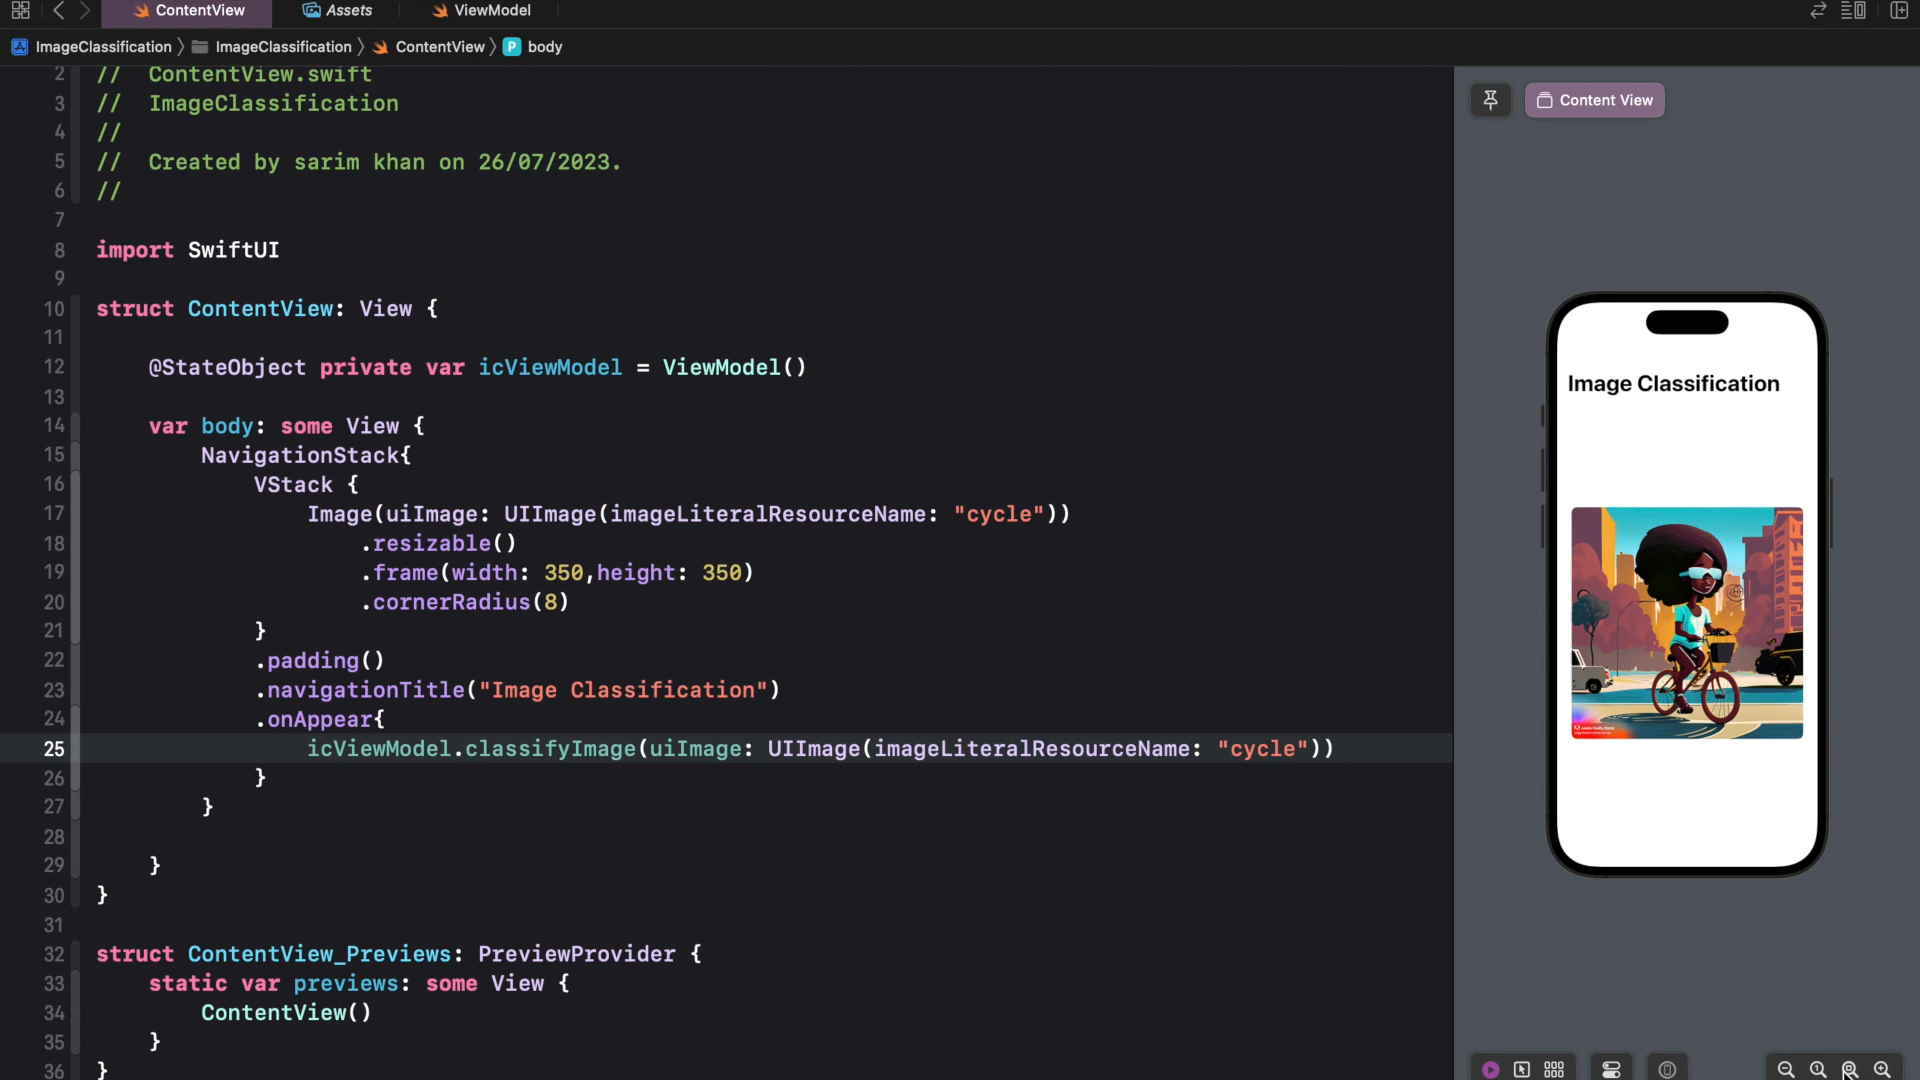 ContentView Assets ViewModel
ImageClassification 〉 ImageClassification 〉 ContentView 〉 P body
2 //  ContentView.swift
3 //  ImageClassification
4 //
5 //  Created by sarim khan on 26/07/2023.
6 //
7
8 import SwiftUI
9
10 struct ContentView: View {
11
12     @StateObject private var icViewModel = ViewModel()
13
14     var body: some View {
15         NavigationStack{
16             VStack {
17                 Image(uiImage: UIImage(imageLiteralResourceName: "cycle"))
18                     .resizable()
19                     .frame(width: 350,height: 350)
20                     .cornerRadius(8)
21             }
22             .padding()
23             .navigationTitle("Image Classification")
24             .onAppear{
25                 icViewModel.classifyImage(uiImage: UIImage(imageLiteralResourceName: "cycle"))
26             }
27         }
28
29     }
30 }
31
32 struct ContentView_Previews: PreviewProvider {
33     static var previews: some View {
34         ContentView()
35     }
36 }
Content View
Image Classification